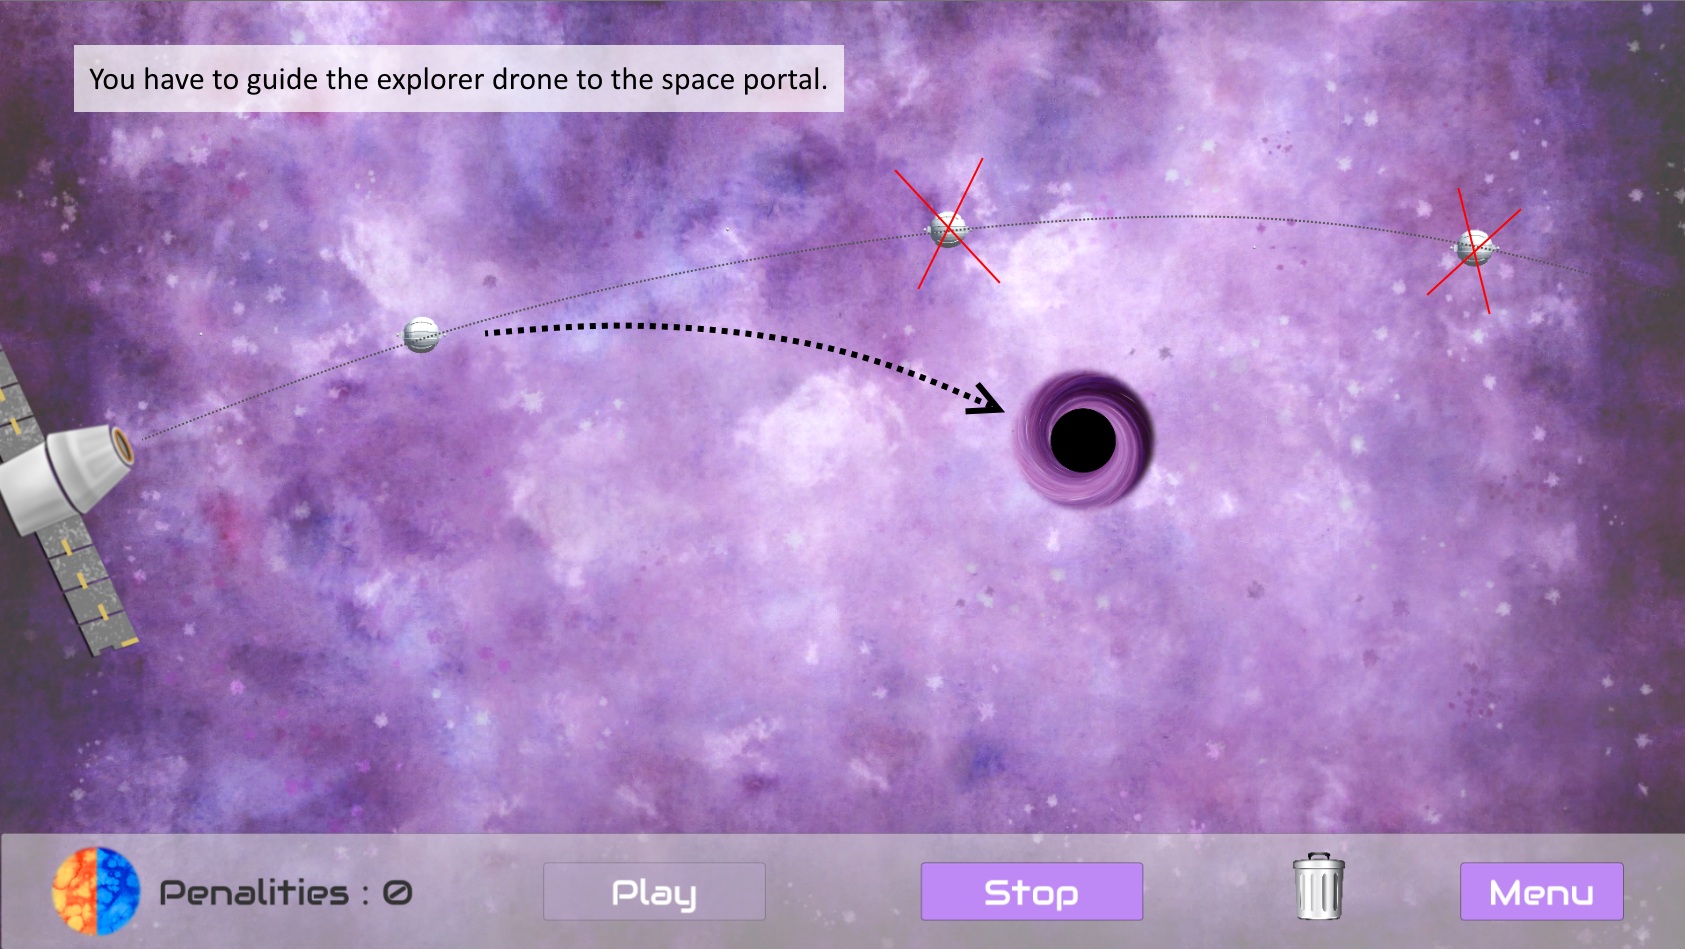 You have to guide the explorer drone to the space portal.
Penalities : 0
Play
Stop
Menu